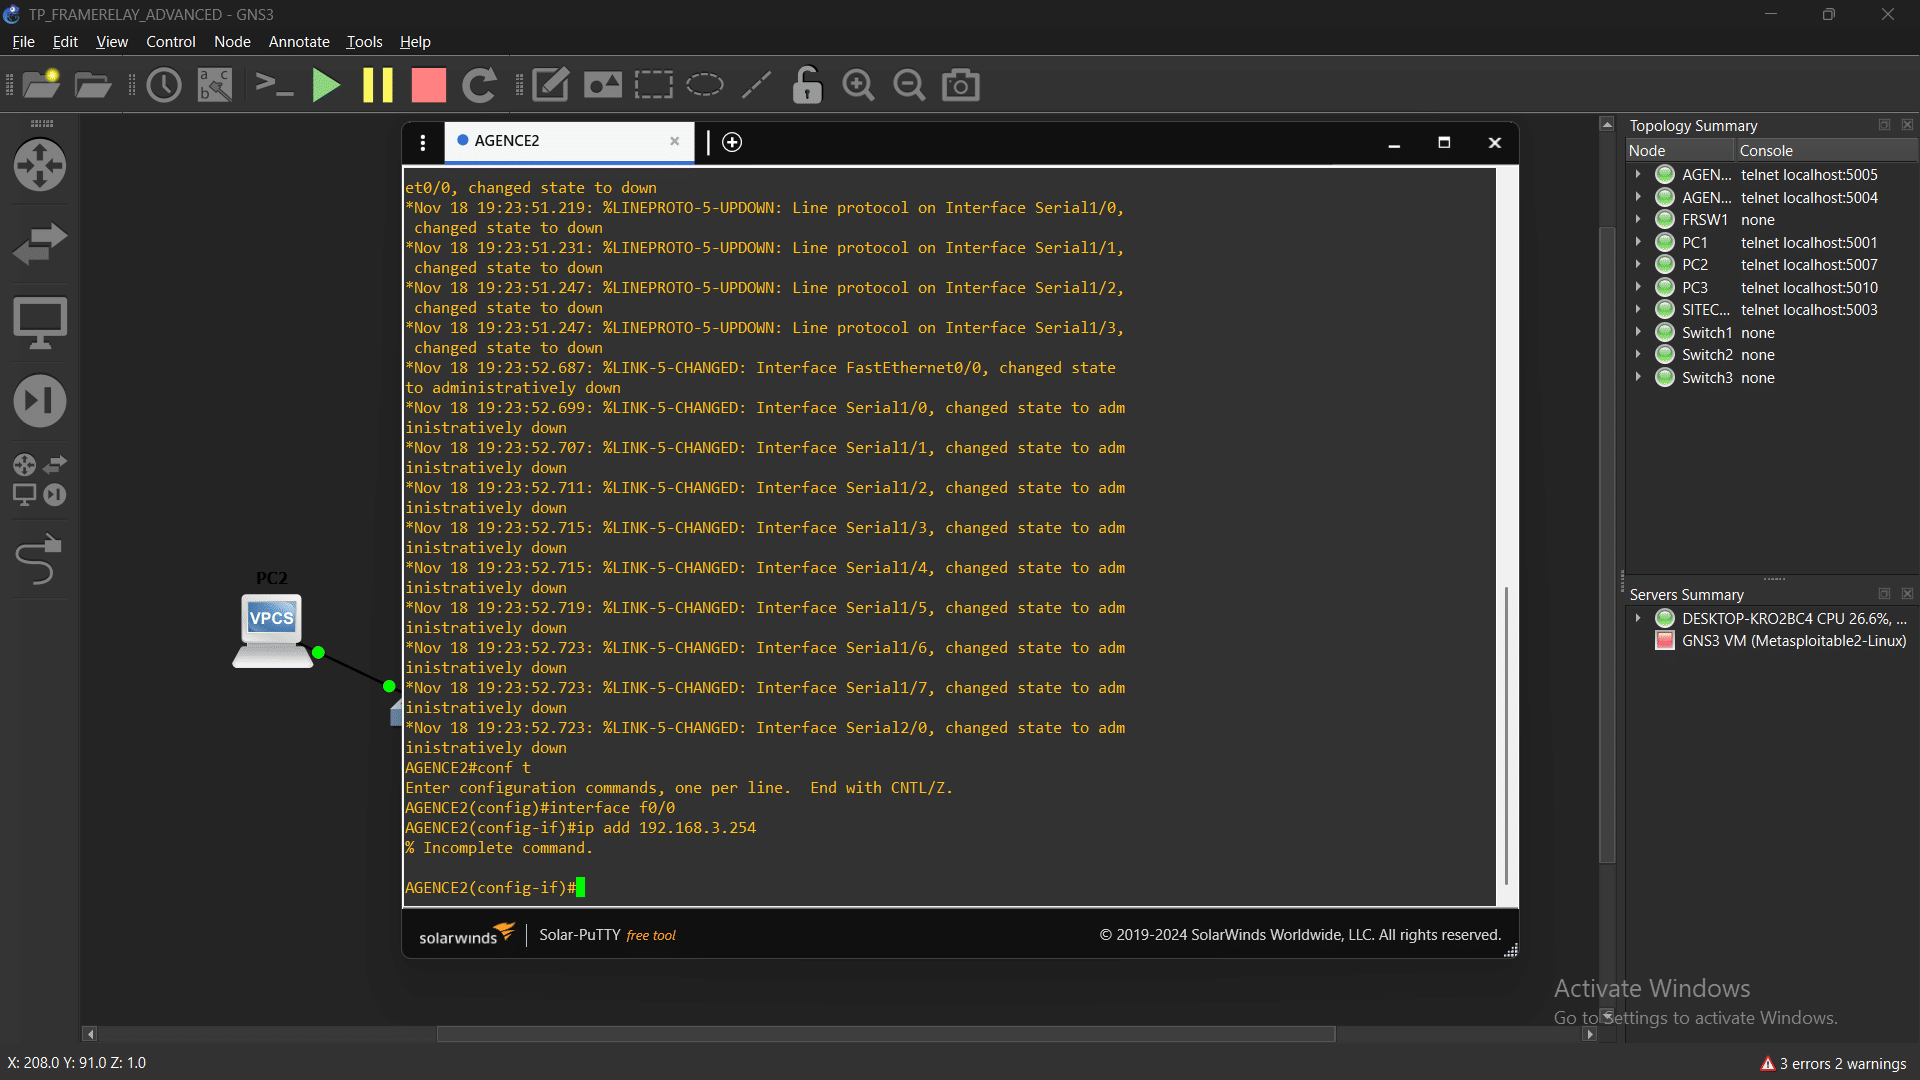 TP_FRAMERELAY_ADVANCED - GNS3
File Edit View Control Node Annotate Tools Help
AGENCE2
et0/0, changed state to down
*Nov 18 19:23:51.219: %LINEPROTO-5-UPDOWN: Line protocol on Interface Serial1/0,
changed state to down
*Nov 18 19:23:51.231: %LINEPROTO-5-UPDOWN: Line protocol on Interface Serial1/1,
changed state to down
*Nov 18 19:23:51.247: %LINEPROTO-5-UPDOWN: Line protocol on Interface Serial1/2,
changed state to down
*Nov 18 19:23:51.247: %LINEPROTO-5-UPDOWN: Line protocol on Interface Serial1/3,
changed state to down
*Nov 18 19:23:52.687: %LINK-5-CHANGED: Interface FastEthernet0/0, changed state
to administratively down
*Nov 18 19:23:52.699: %LINK-5-CHANGED: Interface Serial1/0, changed state to adm
inistratively down
*Nov 18 19:23:52.707: %LINK-5-CHANGED: Interface Serial1/1, changed state to adm
inistratively down
*Nov 18 19:23:52.711: %LINK-5-CHANGED: Interface Serial1/2, changed state to adm
inistratively down
*Nov 18 19:23:52.715: %LINK-5-CHANGED: Interface Serial1/3, changed state to adm
inistratively down
*Nov 18 19:23:52.715: %LINK-5-CHANGED: Interface Serial1/4, changed state to adm
inistratively down
*Nov 18 19:23:52.719: %LINK-5-CHANGED: Interface Serial1/5, changed state to adm
inistratively down
*Nov 18 19:23:52.723: %LINK-5-CHANGED: Interface Serial1/6, changed state to adm
inistratively down
*Nov 18 19:23:52.723: %LINK-5-CHANGED: Interface Serial1/7, changed state to adm
inistratively down
*Nov 18 19:23:52.723: %LINK-5-CHANGED: Interface Serial2/0, changed state to adm
inistratively down
AGENCE2#conf t
Enter configuration commands, one per line.  End with CNTL/Z.
AGENCE2(config)#interface f0/0
AGENCE2(config-if)#ip add 192.168.3.254
% Incomplete command.
AGENCE2(config-if)#
solarwinds
Solar-PuTTY free tool
© 2019-2024 SolarWinds Worldwide, LLC. All rights reserved.
PC2
VPCS
Topology Summary
Node Console
AGEN... telnet localhost:5005
AGEN... telnet localhost:5004
FRSW1 none
PC1 telnet localhost:5001
PC2 telnet localhost:5007
PC3 telnet localhost:5010
SITEC... telnet localhost:5003
Switch1 none
Switch2 none
Switch3 none
Servers Summary
DESKTOP-KRO2BC4 CPU 26.6%, ...
GNS3 VM (Metasploitable2-Linux)
Activate Windows
Go to Settings to activate Windows.
X: 208.0 Y: 91.0 Z: 1.0
3 errors 2 warnings